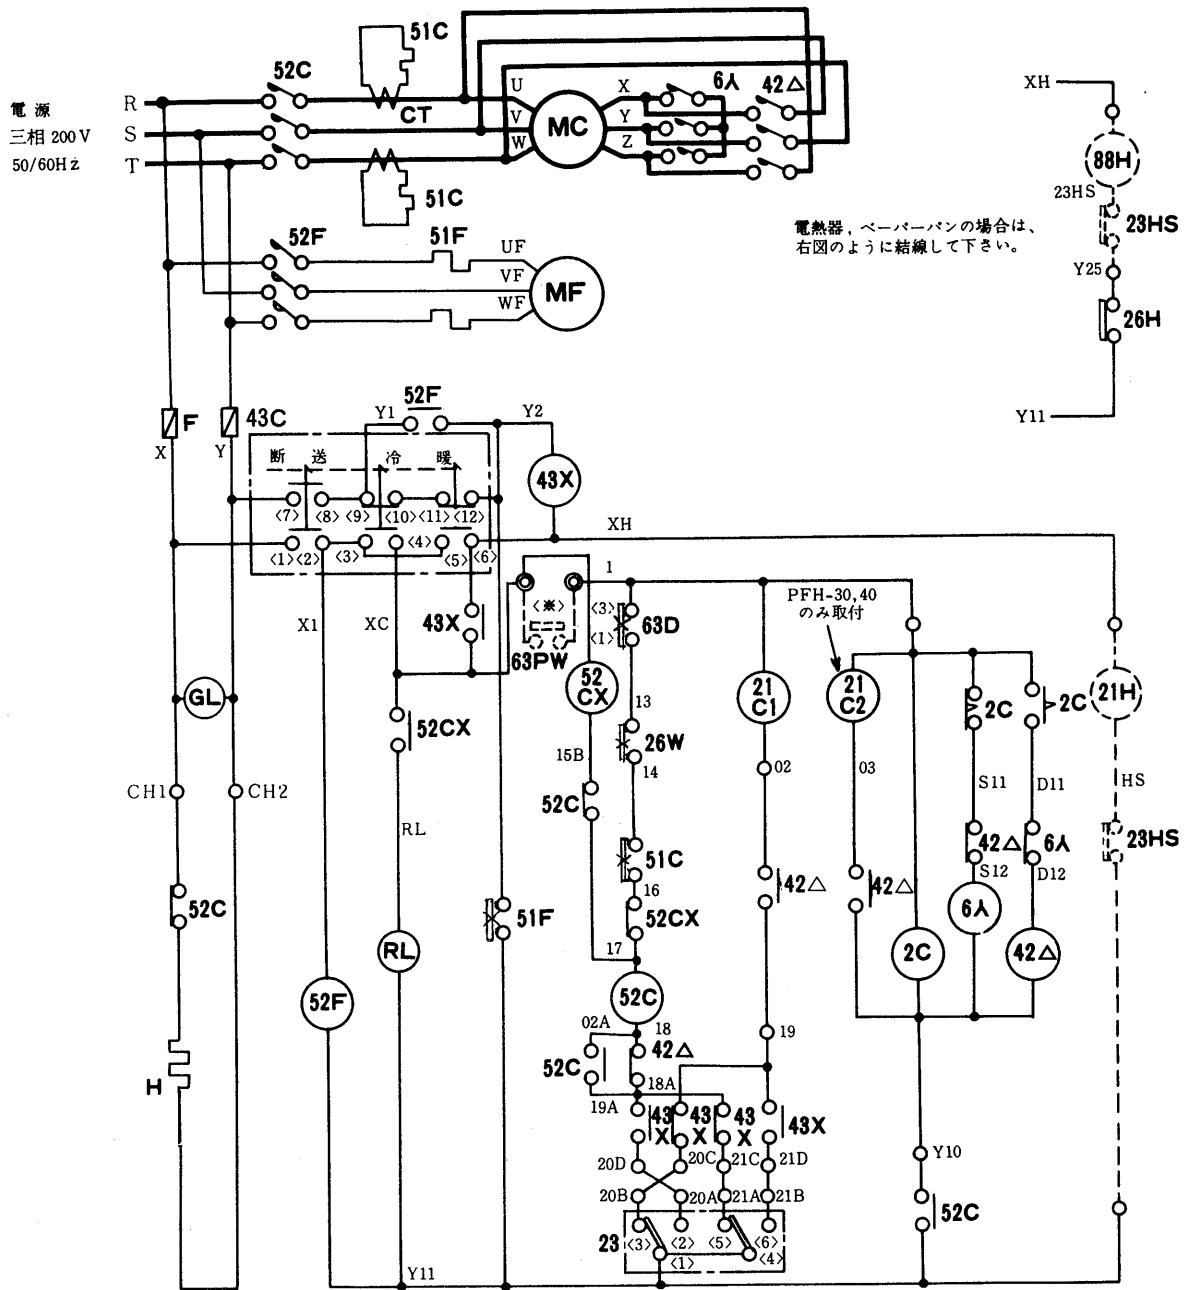 51C
52C
6人
42△
電源
三相 200V
50/60Hz
R
S
T
CT
U
V
W
MC
X
Y
Z
51C
XH
88H
23HS
23HS
電熱器，ベーパーパンの場合は、
右図のように結線して下さい。
Y25
26H
Y11
52F
51F
UF
VF
WF
MF
F
43C
X
Y
52F
Y1
Y2
断 送 冷 暖
43X
〈7〉 〈8〉 〈9〉 〈10〉 〈11〉 〈12〉
XH
〈1〉 〈2〉 〈3〉 〈4〉 〈5〉 〈6〉
X1
XC
43X
〈※〉
63PW
1
〈3〉
〈1〉
63D
PFH-30,40
のみ取付
GL
52CX
52
CX
13
26W
14
15B
52C
21
C1
02
21
C2
03
2C
2C
21H
CH1
CH2
S11
D11
HS
RL
42△
6人
23HS
S12
D12
51C
16
52CX
17
42△
42△
52C
51F
RL
52F
52C
2C
6人
42△
02A
18
42△
52C
18A
19
19A
H
43
X
43
X
43
X
43X
20D
20C
21C
21D
20B
20A
21A
21B
Y10
52C
23
〈3〉
〈2〉
〈5〉
〈6〉
〈1〉
〈4〉
Y11